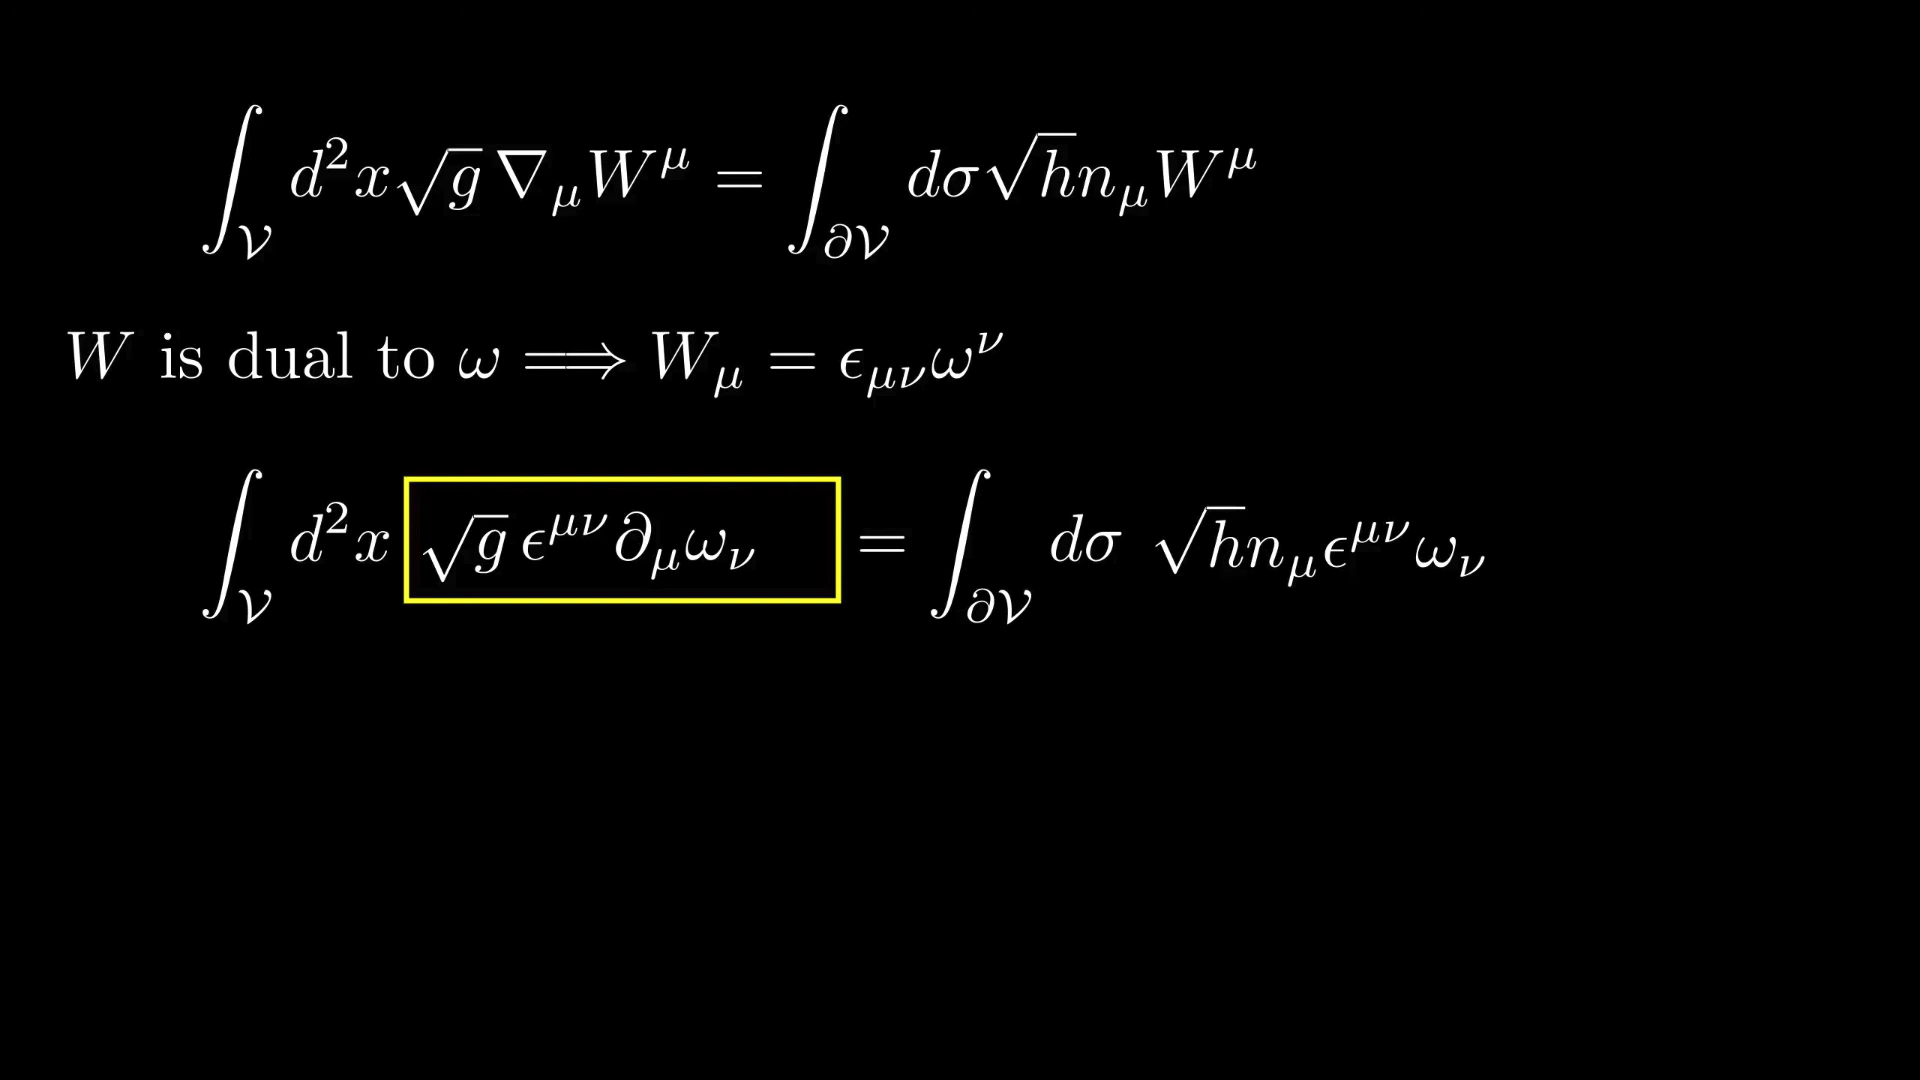 ∫_𝒱 d²x√g ∇_μ W^μ = ∫_∂𝒱 dσ√h n_μ W^μ
W is dual to ω ⟹ W_μ = ϵ_μν ω^ν
∫_𝒱 d²x √g ϵ^μν ∂_μ ω_ν = ∫_∂𝒱 dσ √h n_μ ϵ^μν ω_ν